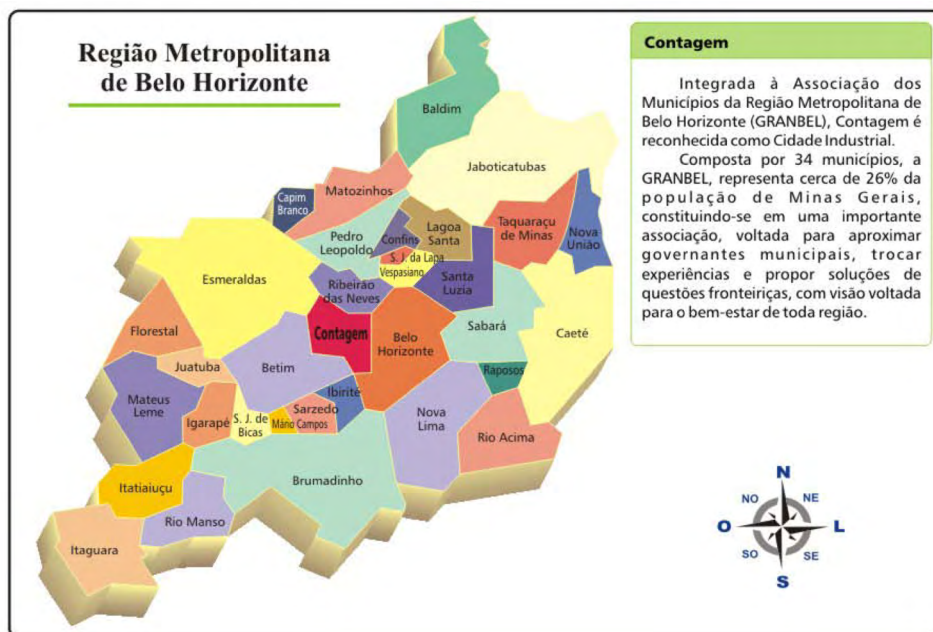 Região Metropolitana
de Belo Horizonte
Contagem
Integrada à Associação dos
Municípios da Região Metropolitana de
Belo Horizonte (GRANBEL), Contagem é
reconhecida como Cidade Industrial.
Composta por 34 municípios, a
GRANBEL, representa cerca de 26% da
população de Minas Gerais,
constituindo-se em uma importante
associação, voltada para aproximar
governantes municipais, trocar
experiências e propor soluções de
questões fronteiriças, com visão voltada
para o bem-estar de toda região.
Baldim
Jaboticatubas
Matozinhos
Capim
Branco
Pedro
Leopoldo
Confins
Lagoa
Santa
Taquaraçu
de Minas
Nova
União
S. J. da Lapa
Vespasiano
Santa
Luzia
Esmeraldas
Ribeirão
das Neves
Florestal
Contagem
Belo
Horizonte
Sabará
Caeté
Juatuba
Betim
Raposos
Mateus
Leme
Igarapé
S. J. de
Bicas
Mário Campos
Sarzedo
Ibirité
Nova
Lima
Rio Acima
Itatiaiuçu
Brumadinho
Rio Manso
Itaguara
N
NO
NE
O
L
SO
SE
S